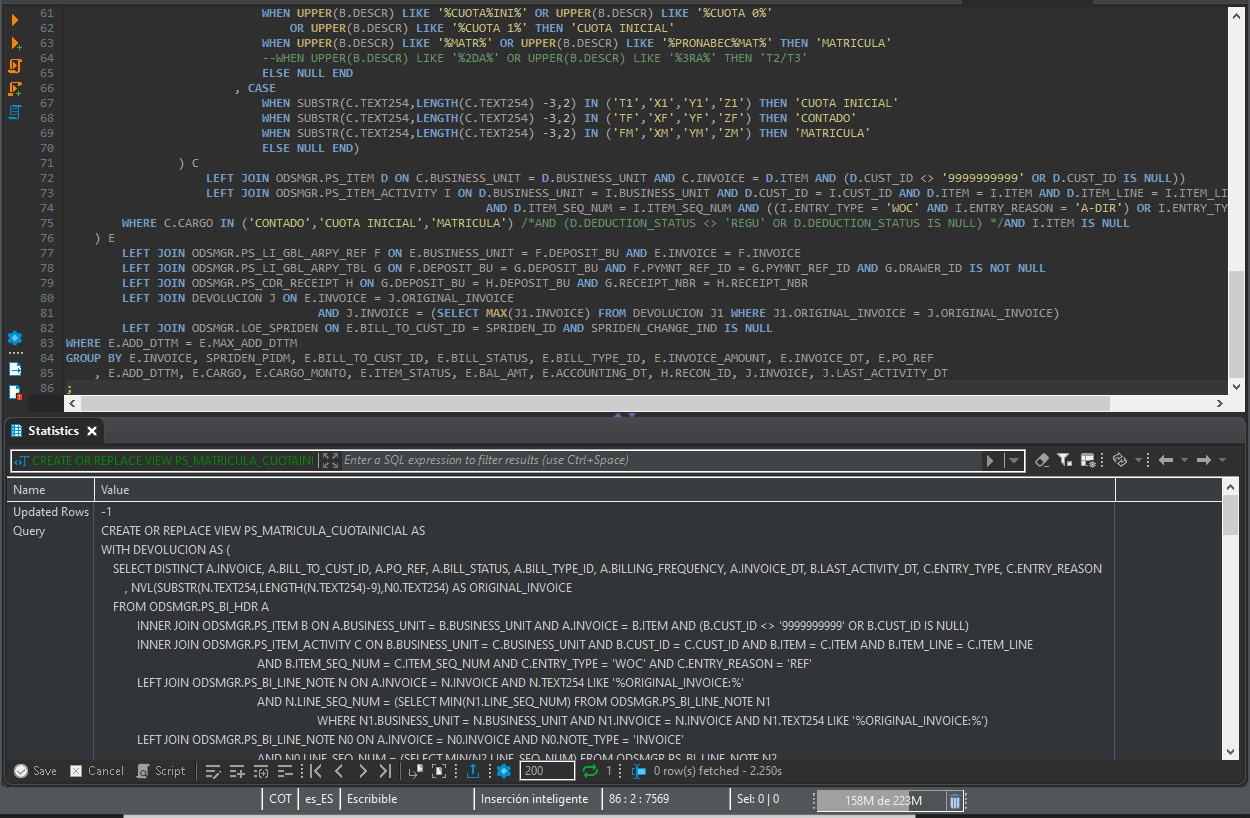 61 WHEN UPPER(B.DESCR) LIKE '%CUOTA%INI%' OR UPPER(B.DESCR) LIKE '%CUOTA 0%'
62 OR UPPER(B.DESCR) LIKE '%CUOTA 1%' THEN 'CUOTA INICIAL'
63 WHEN UPPER(B.DESCR) LIKE '%MATR%' OR UPPER(B.DESCR) LIKE '%PRONABEC%MAT%' THEN 'MATRICULA'
64 --WHEN UPPER(B.DESCR) LIKE '%2DA%' OR UPPER(B.DESCR) LIKE '%3RA%' THEN 'T2/T3'
65 ELSE NULL END
66 , CASE
67 WHEN SUBSTR(C.TEXT254,LENGTH(C.TEXT254) -3,2) IN ('T1','X1','Y1','Z1') THEN 'CUOTA INICIAL'
68 WHEN SUBSTR(C.TEXT254,LENGTH(C.TEXT254) -3,2) IN ('TF','XF','YF','ZF') THEN 'CONTADO'
69 WHEN SUBSTR(C.TEXT254,LENGTH(C.TEXT254) -3,2) IN ('FM','XM','YM','ZM') THEN 'MATRICULA'
70 ELSE NULL END)
71 ) C
72 LEFT JOIN ODSMGR.PS_ITEM D ON C.BUSINESS_UNIT = D.BUSINESS_UNIT AND C.INVOICE = D.ITEM AND (D.CUST_ID <> '9999999999' OR D.CUST_ID IS NULL))
73 LEFT JOIN ODSMGR.PS_ITEM_ACTIVITY I ON D.BUSINESS_UNIT = I.BUSINESS_UNIT AND D.CUST_ID = I.CUST_ID AND D.ITEM = I.ITEM AND D.ITEM_LINE = I.ITEM_LI
74 AND D.ITEM_SEQ_NUM = I.ITEM_SEQ_NUM AND ((I.ENTRY_TYPE = 'WOC' AND I.ENTRY_REASON = 'A-DIR') OR I.ENTRY_TY
75 WHERE C.CARGO IN ('CONTADO','CUOTA INICIAL','MATRICULA') /*AND (D.DEDUCTION_STATUS <> 'REGU' OR D.DEDUCTION_STATUS IS NULL) */AND I.ITEM IS NULL
76 ) E
77 LEFT JOIN ODSMGR.PS_LI_GBL_ARPY_REF F ON E.BUSINESS_UNIT = F.DEPOSIT_BU AND E.INVOICE = F.INVOICE
78 LEFT JOIN ODSMGR.PS_LI_GBL_ARPY_TBL G ON F.DEPOSIT_BU = G.DEPOSIT_BU AND F.PYMNT_REF_ID = G.PYMNT_REF_ID AND G.DRAWER_ID IS NOT NULL
79 LEFT JOIN ODSMGR.PS_CDR_RECEIPT H ON G.DEPOSIT_BU = H.DEPOSIT_BU AND G.RECEIPT_NBR = H.RECEIPT_NBR
80 LEFT JOIN DEVOLUCION J ON E.INVOICE = J.ORIGINAL_INVOICE
81 AND J.INVOICE = (SELECT MAX(J1.INVOICE) FROM DEVOLUCION J1 WHERE J1.ORIGINAL_INVOICE = J.ORIGINAL_INVOICE)
82 LEFT JOIN ODSMGR.LOE_SPRIDEN ON E.BILL_TO_CUST_ID = SPRIDEN_ID AND SPRIDEN_CHANGE_IND IS NULL
83 WHERE E.ADD_DTTM = E.MAX_ADD_DTTM
84 GROUP BY E.INVOICE, SPRIDEN_PIDM, E.BILL_TO_CUST_ID, E.BILL_STATUS, E.BILL_TYPE_ID, E.INVOICE_AMOUNT, E.INVOICE_DT, E.PO_REF
85 , E.ADD_DTTM, E.CARGO, E.CARGO_MONTO, E.ITEM_STATUS, E.BAL_AMT, E.ACCOUNTING_DT, H.RECON_ID, J.INVOICE, J.LAST_ACTIVITY_DT
86 ;
Statistics
CREATE OR REPLACE VIEW PS_MATRICULA_CUOTAINI Enter a SQL expression to filter results (use Ctrl+Space)
Name Value
Updated Rows -1
Query CREATE OR REPLACE VIEW PS_MATRICULA_CUOTAINICIAL AS
WITH DEVOLUCION AS (
SELECT DISTINCT A.INVOICE, A.BILL_TO_CUST_ID, A.PO_REF, A.BILL_STATUS, A.BILL_TYPE_ID, A.BILLING_FREQUENCY, A.INVOICE_DT, B.LAST_ACTIVITY_DT, C.ENTRY_TYPE, C.ENTRY_REASON
, NVL(SUBSTR(N.TEXT254,LENGTH(N.TEXT254)-9),N0.TEXT254) AS ORIGINAL_INVOICE
FROM ODSMGR.PS_BI_HDR A
INNER JOIN ODSMGR.PS_ITEM B ON A.BUSINESS_UNIT = B.BUSINESS_UNIT AND A.INVOICE = B.ITEM AND (B.CUST_ID <> '9999999999' OR B.CUST_ID IS NULL)
INNER JOIN ODSMGR.PS_ITEM_ACTIVITY C ON B.BUSINESS_UNIT = C.BUSINESS_UNIT AND B.CUST_ID = C.CUST_ID AND B.ITEM = C.ITEM AND B.ITEM_LINE = C.ITEM_LINE
AND B.ITEM_SEQ_NUM = C.ITEM_SEQ_NUM AND C.ENTRY_TYPE = 'WOC' AND C.ENTRY_REASON = 'REF'
LEFT JOIN ODSMGR.PS_BI_LINE_NOTE N ON A.INVOICE = N.INVOICE AND N.TEXT254 LIKE '%ORIGINAL_INVOICE:%'
AND N.LINE_SEQ_NUM = (SELECT MIN(N1.LINE_SEQ_NUM) FROM ODSMGR.PS_BI_LINE_NOTE N1
WHERE N1.BUSINESS_UNIT = N.BUSINESS_UNIT AND N1.INVOICE = N.INVOICE AND N1.TEXT254 LIKE '%ORIGINAL_INVOICE:%')
LEFT JOIN ODSMGR.PS_BI_LINE_NOTE N0 ON A.INVOICE = N0.INVOICE AND N0.NOTE_TYPE = 'INVOICE'
AND N0.LINE_SEQ_NUM = (SELECT MIN(N2.LINE_SEQ_NUM) FROM ODSMGR.PS_BI_LINE_NOTE N2
Save Cancel Script 200 1 0 row(s) fetched - 2.250s
COT es_ES Escribible Inserción inteligente 86 : 2 : 7569 Sel: 0 | 0 158M de 223M